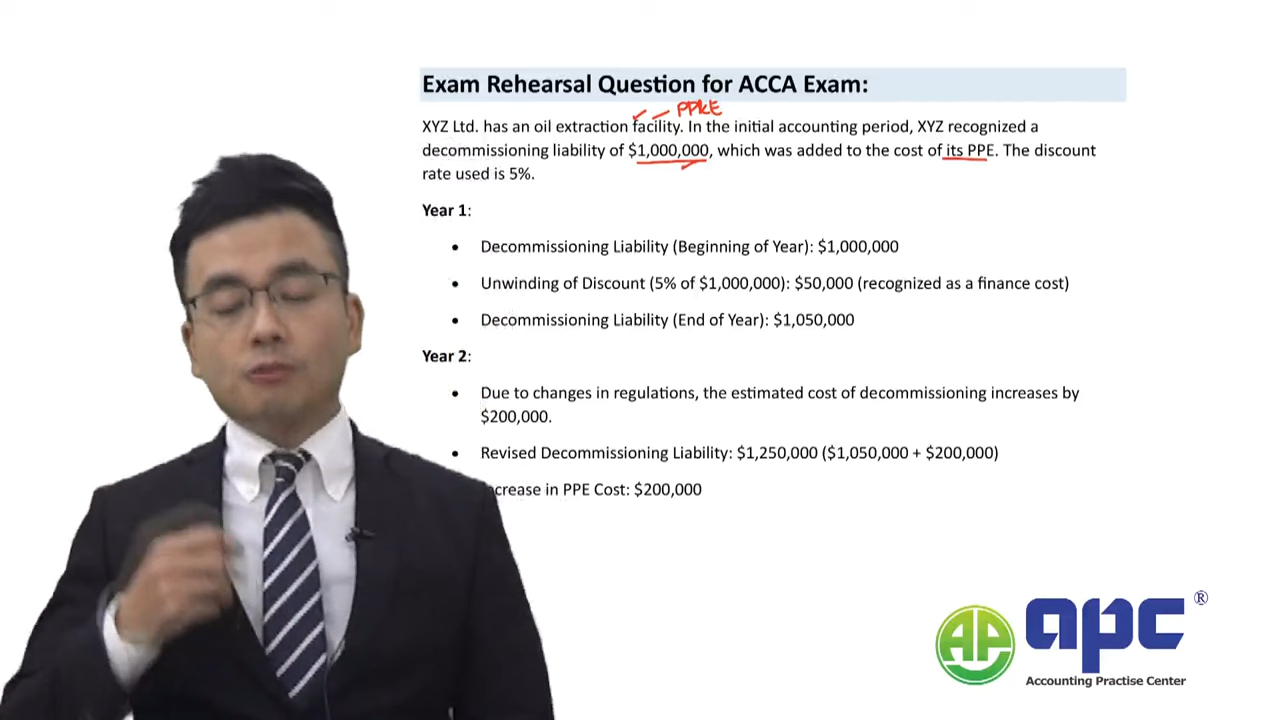 Exam Rehearsal Question for ACCA Exam:
PP&E
XYZ Ltd. has an oil extraction facility. In the initial accounting period, XYZ recognized a
decommissioning liability of $1,000,000, which was added to the cost of its PPE. The discount
rate used is 5%.
Year 1:
• Decommissioning Liability (Beginning of Year): $1,000,000
• Unwinding of Discount (5% of $1,000,000): $50,000 (recognized as a finance cost)
• Decommissioning Liability (End of Year): $1,050,000
Year 2:
• Due to changes in regulations, the estimated cost of decommissioning increases by
$200,000.
• Revised Decommissioning Liability: $1,250,000 ($1,050,000 + $200,000)
crease in PPE Cost: $200,000
AP apc ®
Accounting Practise Center